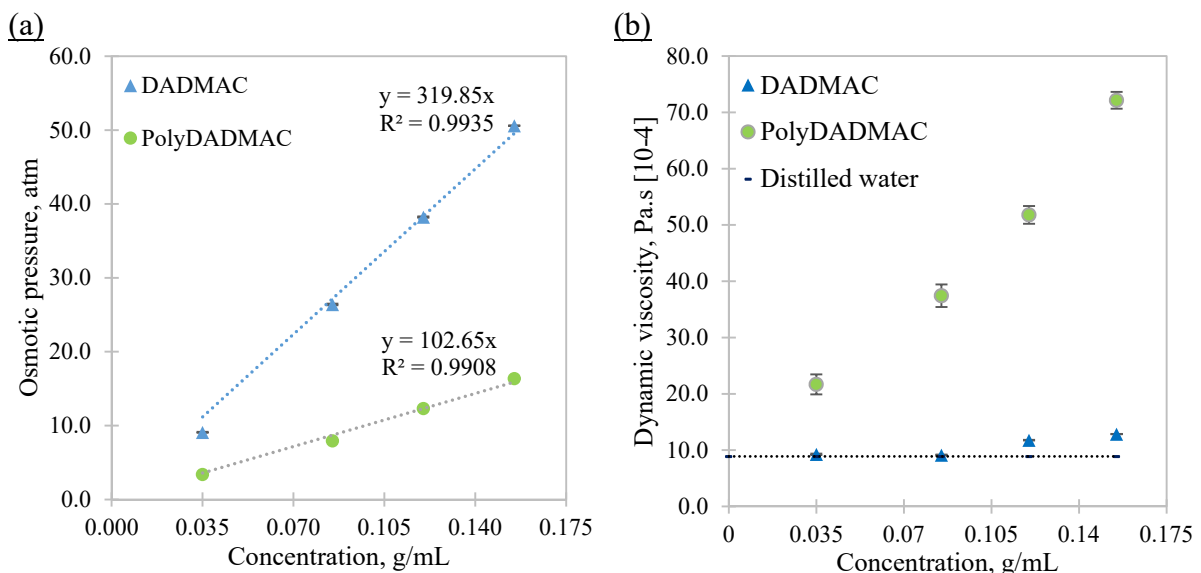 (a)
60.0
50.0
40.0
30.0
20.0
10.0
0.0
0.000
0.035
0.070
0.105
0.140
0.175
Osmotic pressure, atm
Concentration, g/mL
DADMAC
PolyDADMAC
y = 319.85x
R² = 0.9935
y = 102.65x
R² = 0.9908
(b)
80.0
70.0
60.0
50.0
40.0
30.0
20.0
10.0
0.0
0
0.035
0.07
0.105
0.14
0.175
Dynamic viscosity, Pa.s [10-4]
Concentration, g/mL
DADMAC
PolyDADMAC
Distilled water